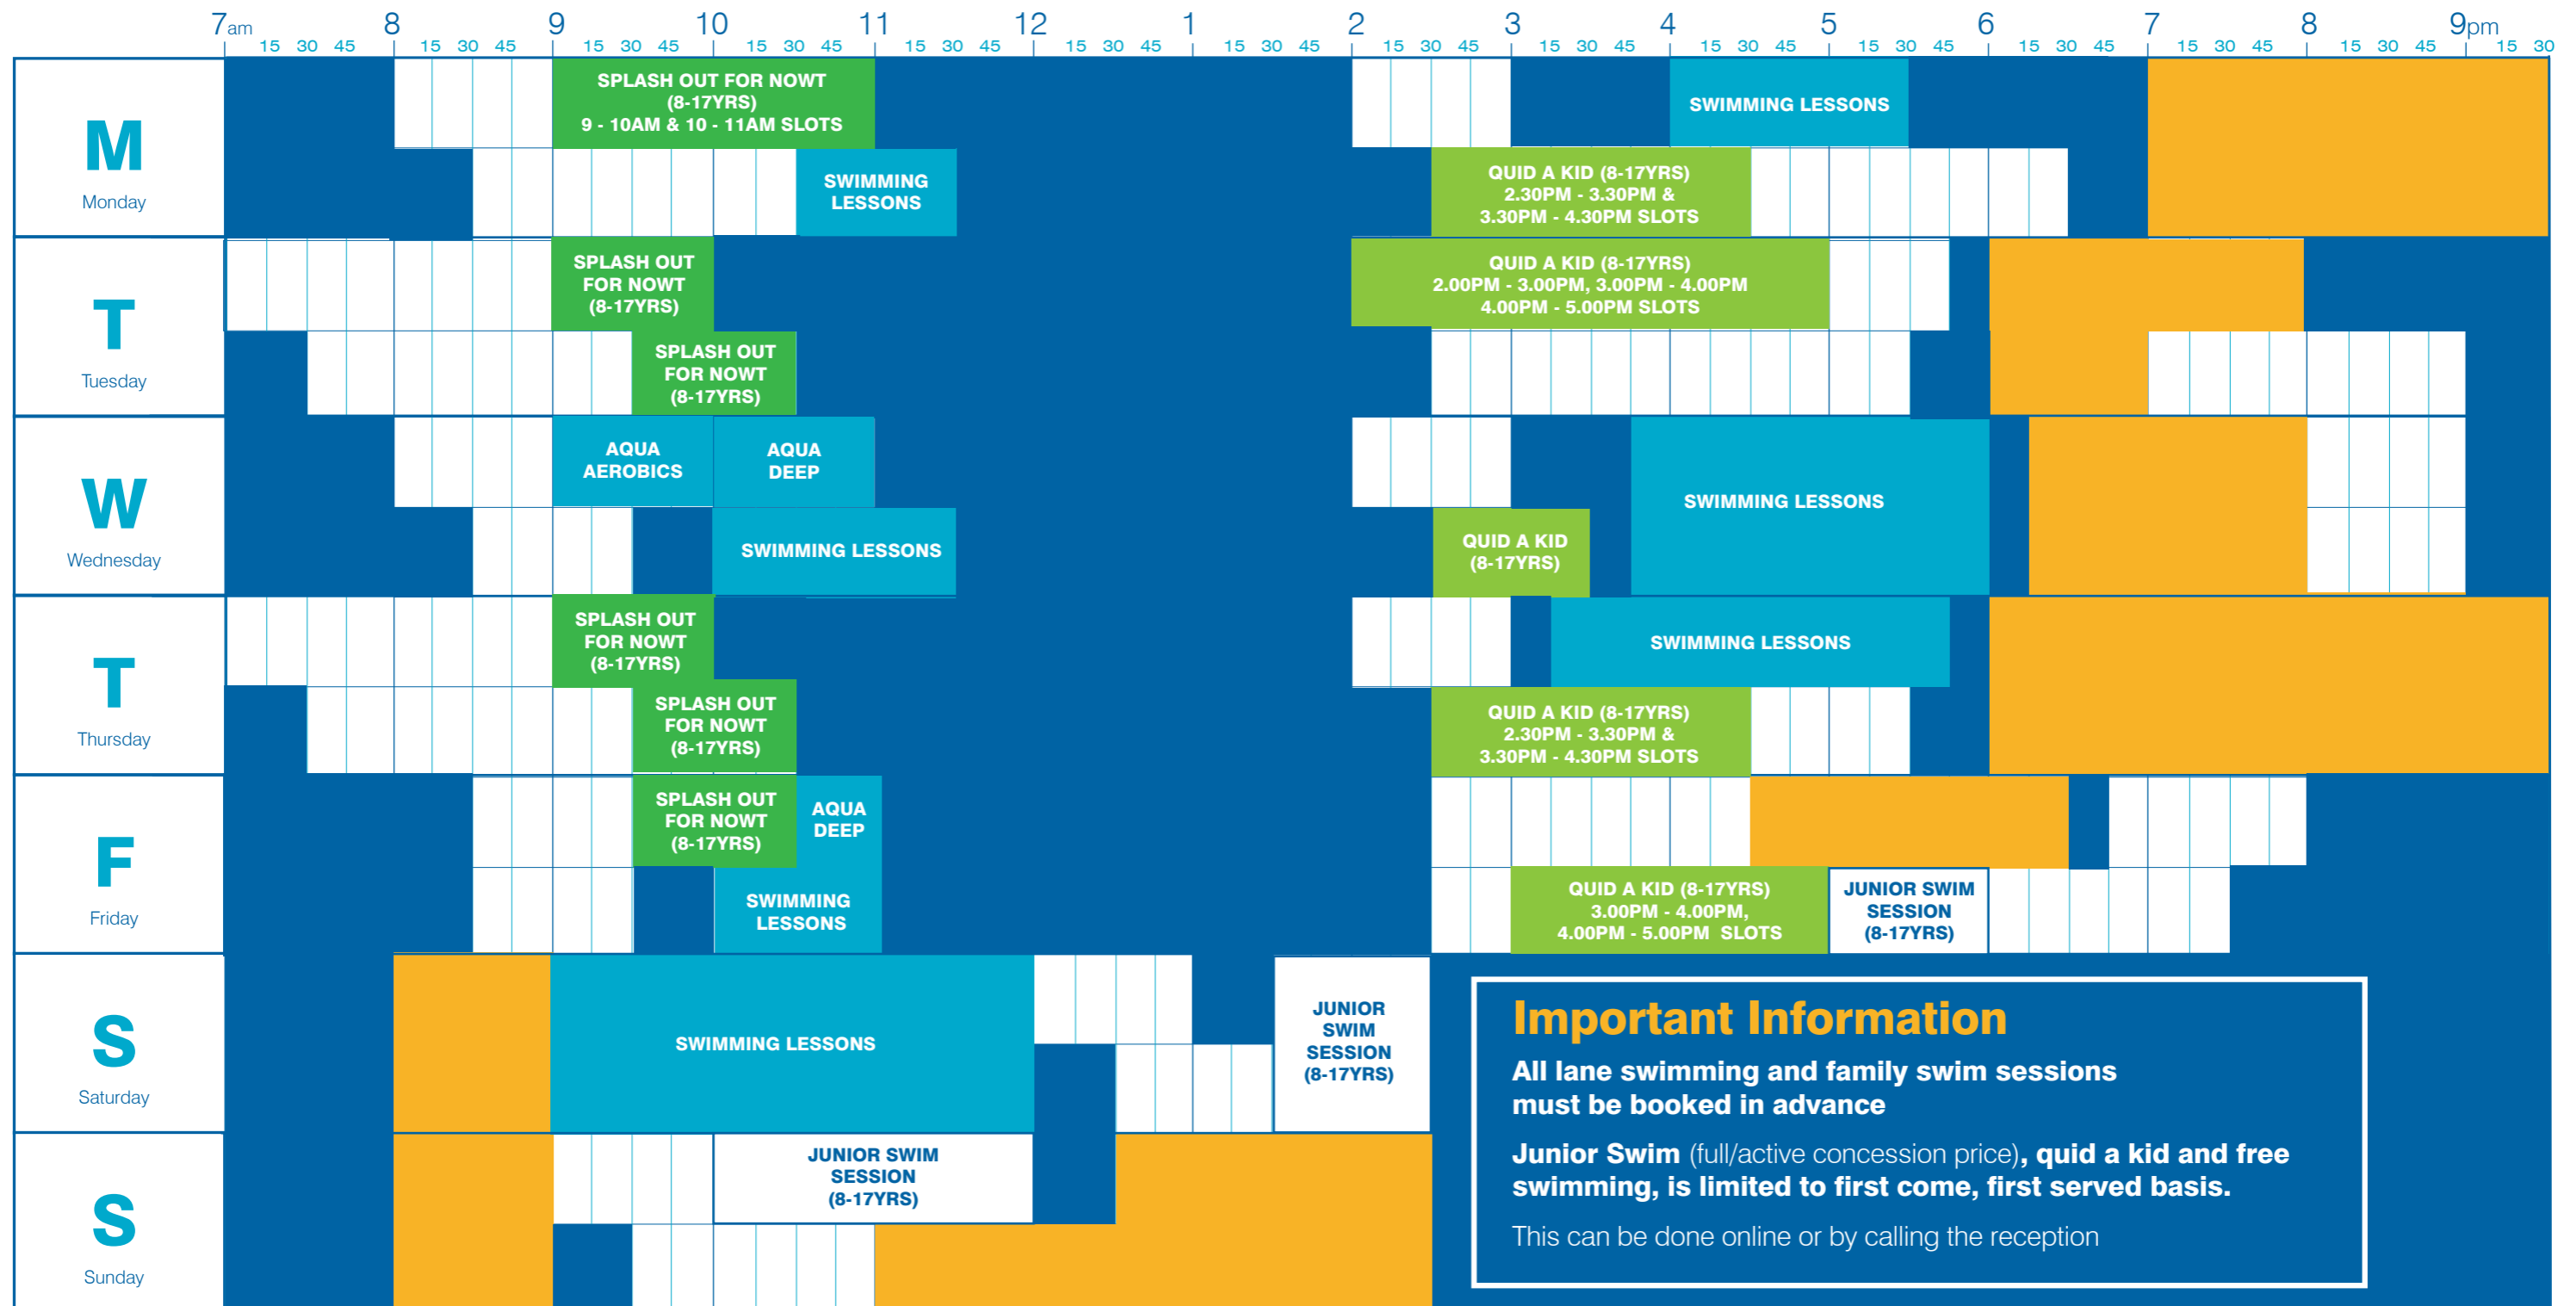 7am 8 9 10 11 12 1 2 3 4 5 6 7 8 9pm
15 30 45 15 30 45 15 30 45 15 30 45 15 30 45 15 30 45 15 30 45 15 30 45 15 30 45 15 30 45 15 30 45 15 30 45 15 30 45 15 30 45 15 30
M
Monday
SPLASH OUT FOR NOWT
(8-17YRS)
9 - 10AM & 10 - 11AM SLOTS
SWIMMING LESSONS
SWIMMING
LESSONS
QUID A KID (8-17YRS)
2.30PM - 3.30PM &
3.30PM - 4.30PM SLOTS
T
Tuesday
SPLASH OUT
FOR NOWT
(8-17YRS)
QUID A KID (8-17YRS)
2.00PM - 3.00PM, 3.00PM - 4.00PM
4.00PM - 5.00PM SLOTS
SPLASH OUT
FOR NOWT
(8-17YRS)
W
Wednesday
AQUA
AEROBICS
AQUA
DEEP
SWIMMING LESSONS
SWIMMING LESSONS
QUID A KID
(8-17YRS)
T
Thursday
SPLASH OUT
FOR NOWT
(8-17YRS)
SWIMMING LESSONS
SPLASH OUT
FOR NOWT
(8-17YRS)
QUID A KID (8-17YRS)
2.30PM - 3.30PM &
3.30PM - 4.30PM SLOTS
F
Friday
SPLASH OUT
FOR NOWT
(8-17YRS)
AQUA
DEEP
SWIMMING
LESSONS
QUID A KID (8-17YRS)
3.00PM - 4.00PM,
4.00PM - 5.00PM SLOTS
JUNIOR SWIM
SESSION
(8-17YRS)
S
Saturday
SWIMMING LESSONS
JUNIOR
SWIM
SESSION
(8-17YRS)
S
Sunday
JUNIOR SWIM
SESSION
(8-17YRS)
Important Information
All lane swimming and family swim sessions
must be booked in advance
Junior Swim (full/active concession price), quid a kid and free
swimming, is limited to first come, first served basis.
This can be done online or by calling the reception